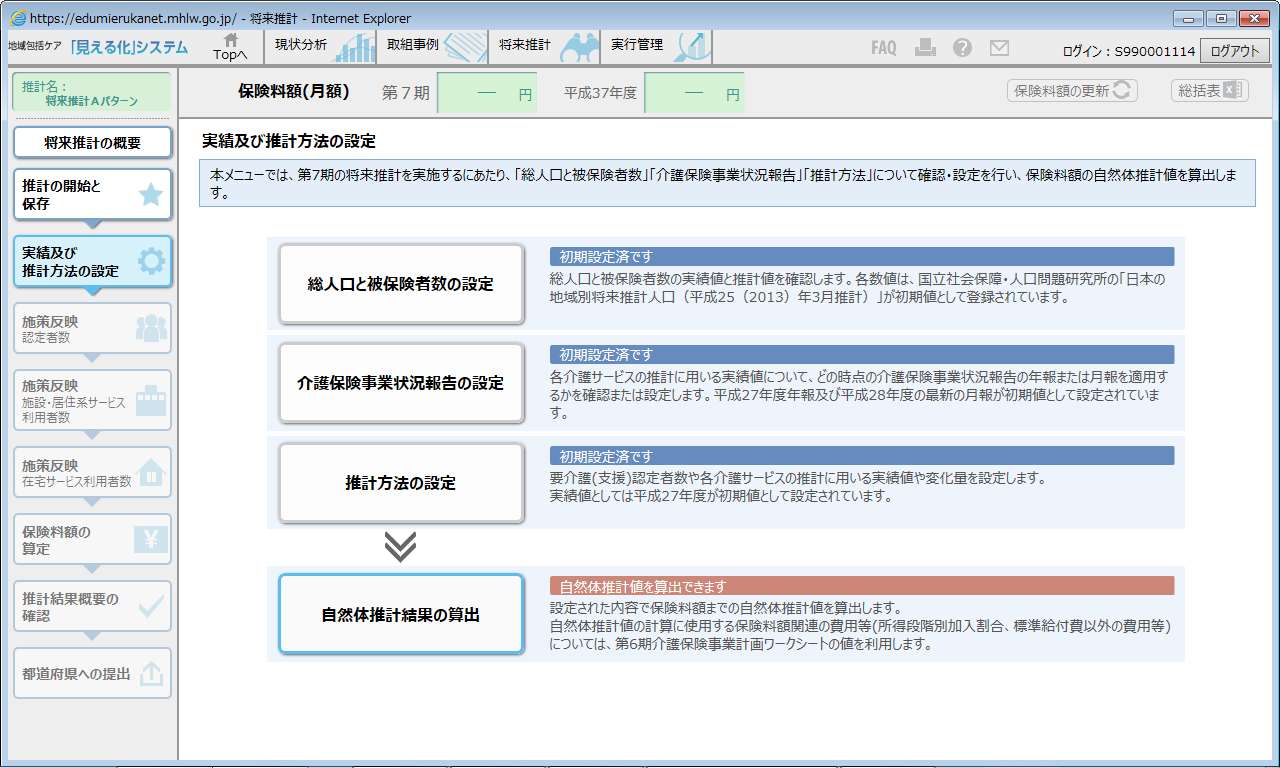 https://edumierukanet.mhlw.go.jp/ - 将来推計 - Internet Explorer
地域包括ケア 「見える化」システム
Topへ
現状分析
取組事例
将来推計
実行管理
FAQ
ログイン：S990001114
ログアウト
推計名：
将来推計Ａパターン
保険料額(月額)
第７期
― 円
平成37年度
― 円
保険料額の更新
総括表
将来推計の概要
推計の開始と
保存
実績及び
推計方法の設定
施策反映
認定者数
施策反映
施設・居住系サービス
利用者数
施策反映
在宅サービス利用者数
保険料額の
算定
¥
推計結果概要の
確認
都道府県への提出
実績及び推計方法の設定
本メニューでは、第7期の将来推計を実施するにあたり、「総人口と被保険者数」「介護保険事業状況報告」「推計方法」について確認・設定を行い、保険料額の自然体推計値を算出しま
す。
総人口と被保険者数の設定
初期設定済です
総人口と被保険者数の実績値と推計値を確認します。各数値は、国立社会保障・人口問題研究所の「日本の
地域別将来推計人口（平成25（2013）年3月推計）」が初期値として登録されています。
介護保険事業状況報告の設定
初期設定済です
各介護サービスの推計に用いる実績値について、どの時点の介護保険事業状況報告の年報または月報を適用す
るかを確認または設定します。平成27年度年報及び平成28年度の最新の月報が初期値として設定されていま
す。
推計方法の設定
初期設定済です
要介護(支援)認定者数や各介護サービスの推計に用いる実績値や変化量を設定します。
実績値としては平成27年度が初期値として設定されています。
自然体推計結果の算出
自然体推計値を算出できます
設定された内容で保険料額までの自然体推計値を算出します。
自然体推計値の計算に使用する保険料額関連の費用等(所得段階別加入割合、標準給付費以外の費用等)
については、第6期介護保険事業計画ワークシートの値を利用します。